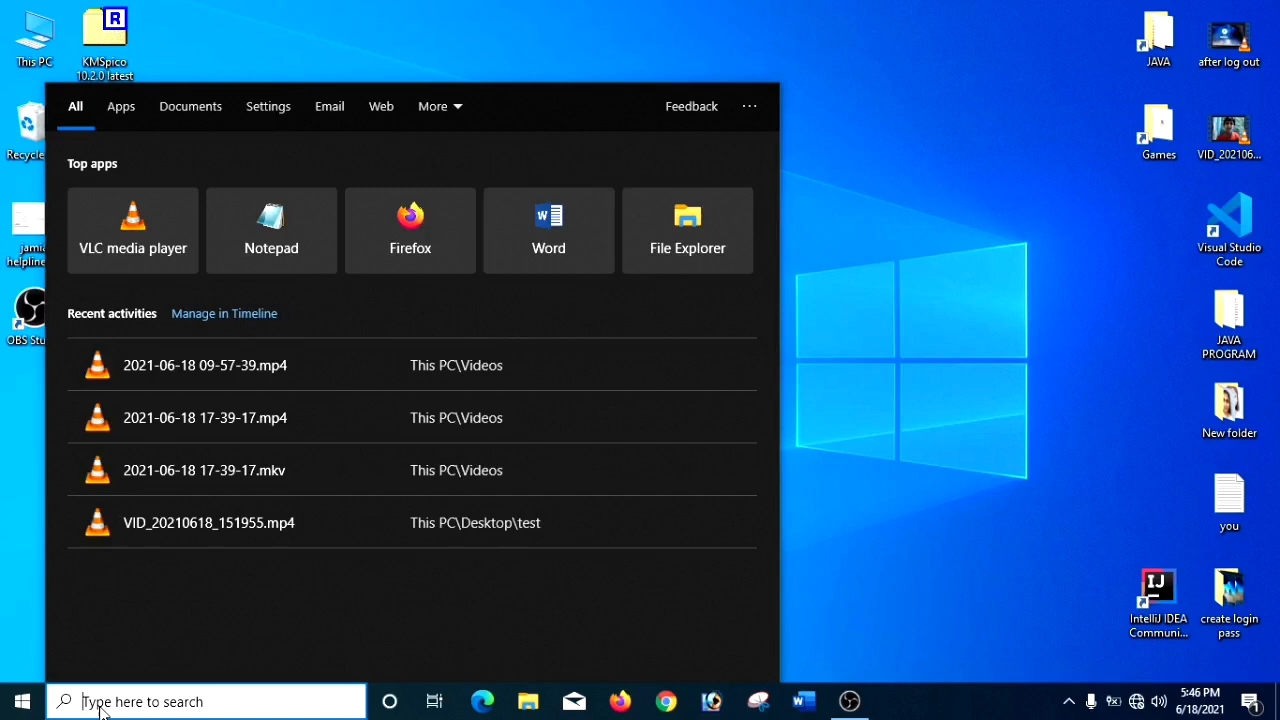 This PC
KMSpico
10.2.0 latest
Recycle
jamia
helpline
OBS Stu
All Apps Documents Settings Email Web More Feedback ...
Top apps
VLC media player Notepad Firefox Word File Explorer
Recent activities Manage in Timeline
2021-06-18 09-57-39.mp4 This PC\Videos
2021-06-18 17-39-17.mp4 This PC\Videos
2021-06-18 17-39-17.mkv This PC\Videos
VID_20210618_151955.mp4 This PC\Desktop\test
JAVA
after log out
Games
VID_202106...
Visual Studio
Code
JAVA
PROGRAM
New folder
you
IJ
IntelliJ IDEA
Communi...
create login
pass
Type here to search
5:46 PM
6/18/2021
1